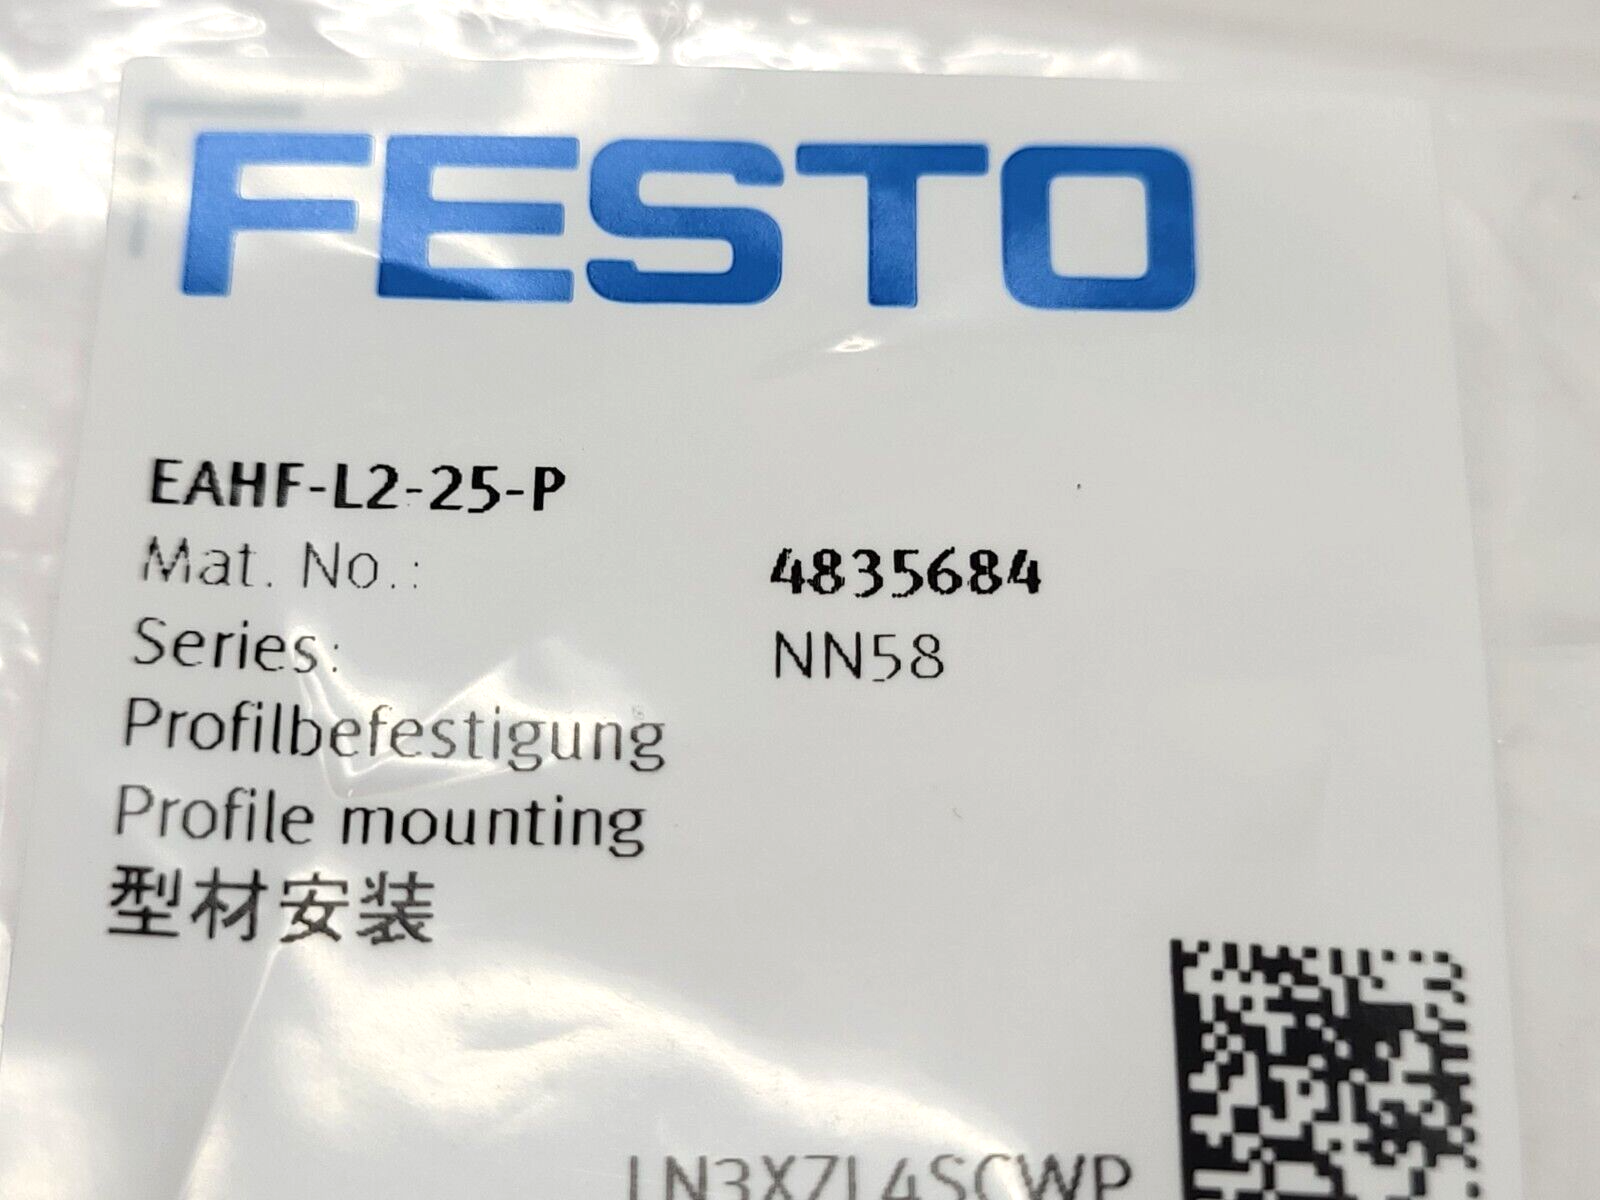 FESTO
EAHF-L2-25-P
Mat. No.: 4835684
Series: NN58
Profilbefestigung
Profile mounting
型材安装